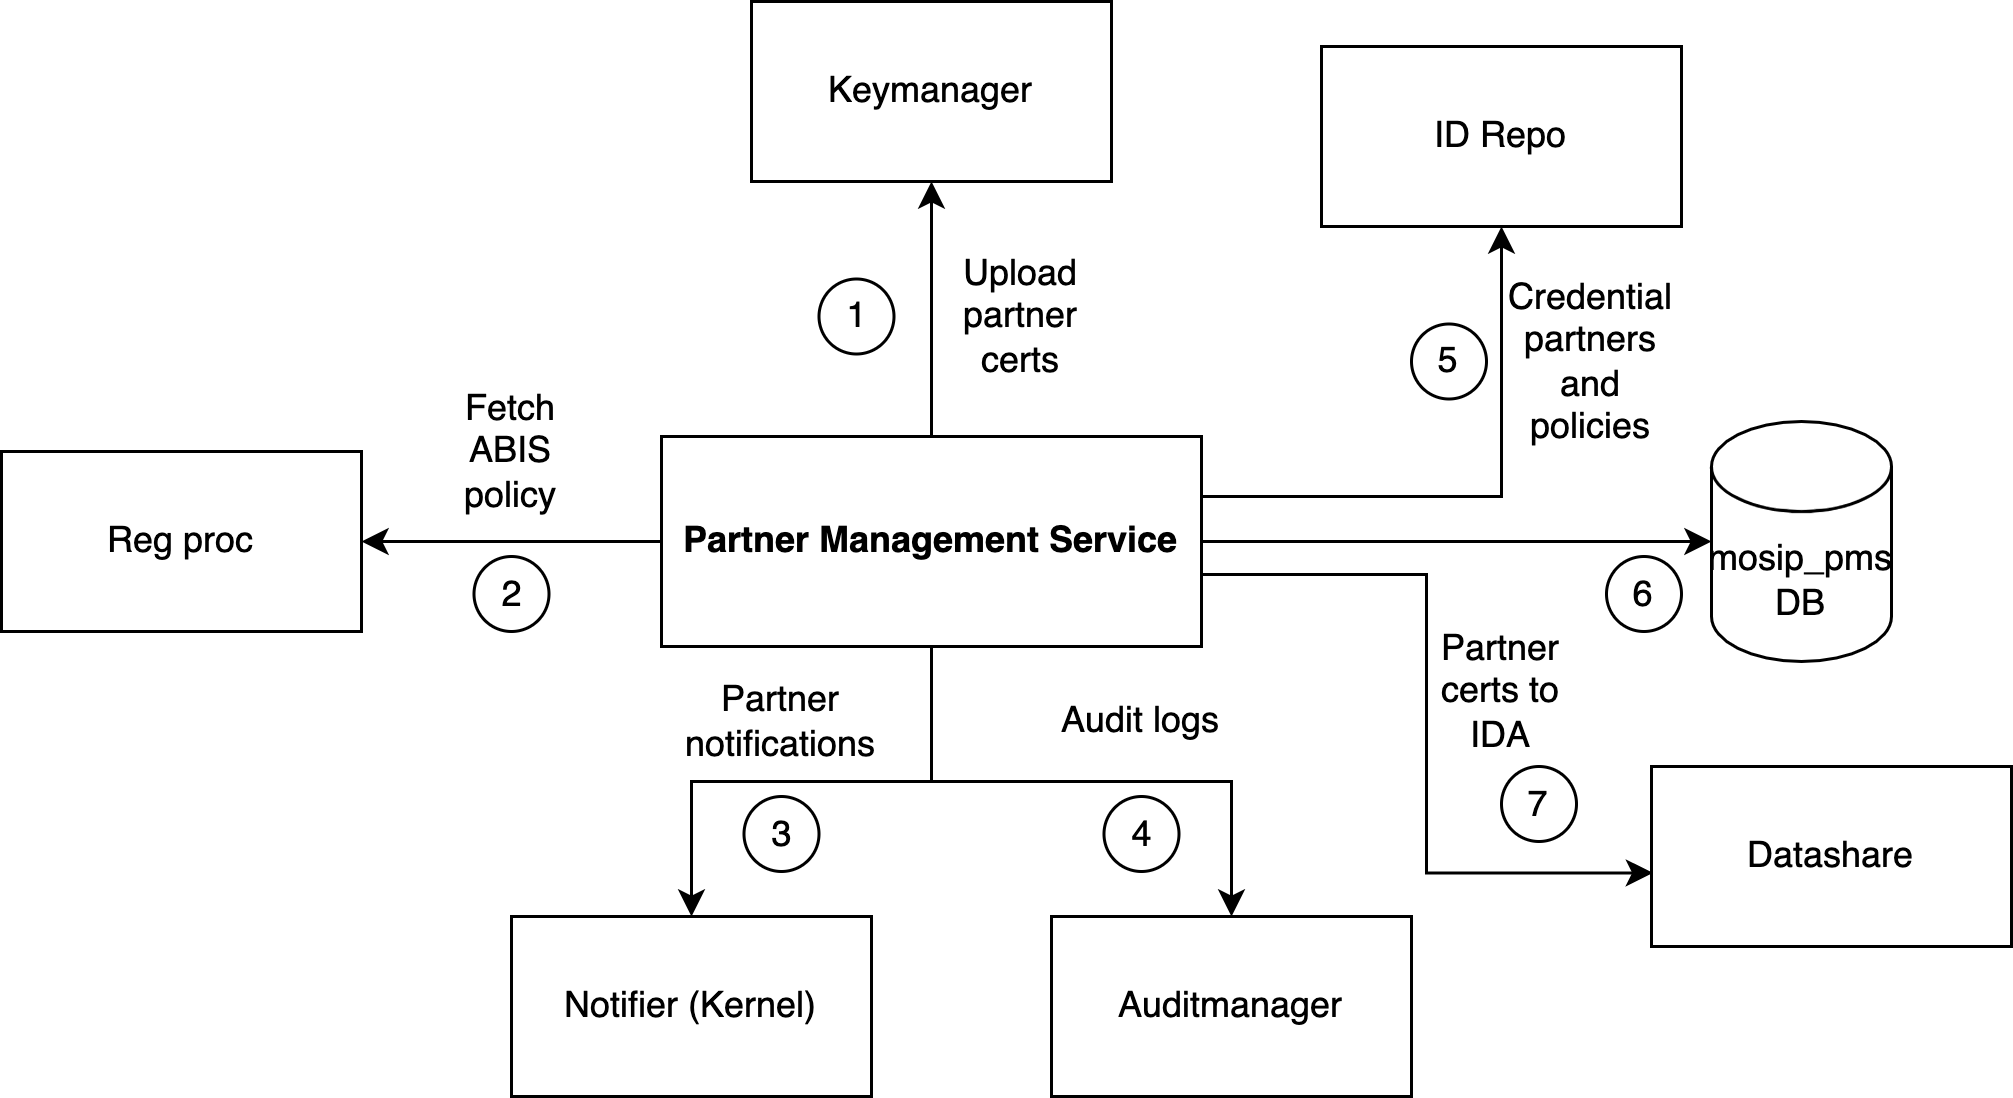 Keymanager
ID Repo
1
Upload
partner
certs
5
Credential
partners
and
policies
Fetch
ABIS
policy
Reg proc
2
Partner Management Service
mosip_pms
DB
6
Partner
notifications
Audit logs
Partner
certs to
IDA
3
4
7
Datashare
Notifier (Kernel)
Auditmanager